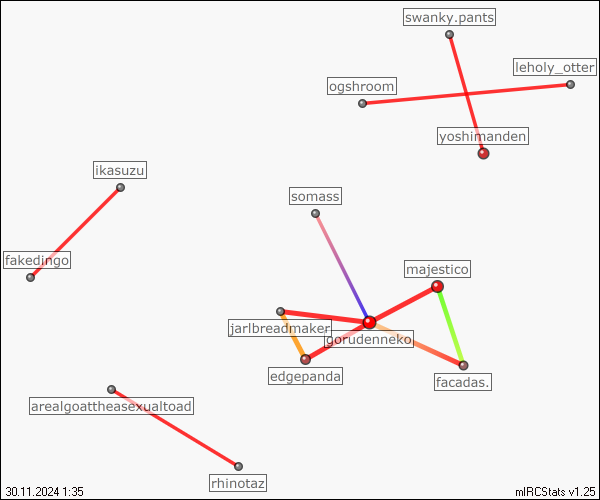 swanky.pants
leholy_otter
ogshroom
yoshimanden
ikasuzu
somass
fakedingo
majestico
jarlbreadmaker
gorudenneko
edgepanda
facadas.
arealgoattheasexualtoad
rhinotaz
30.11.2024 1:35
mIRCStats v1.25